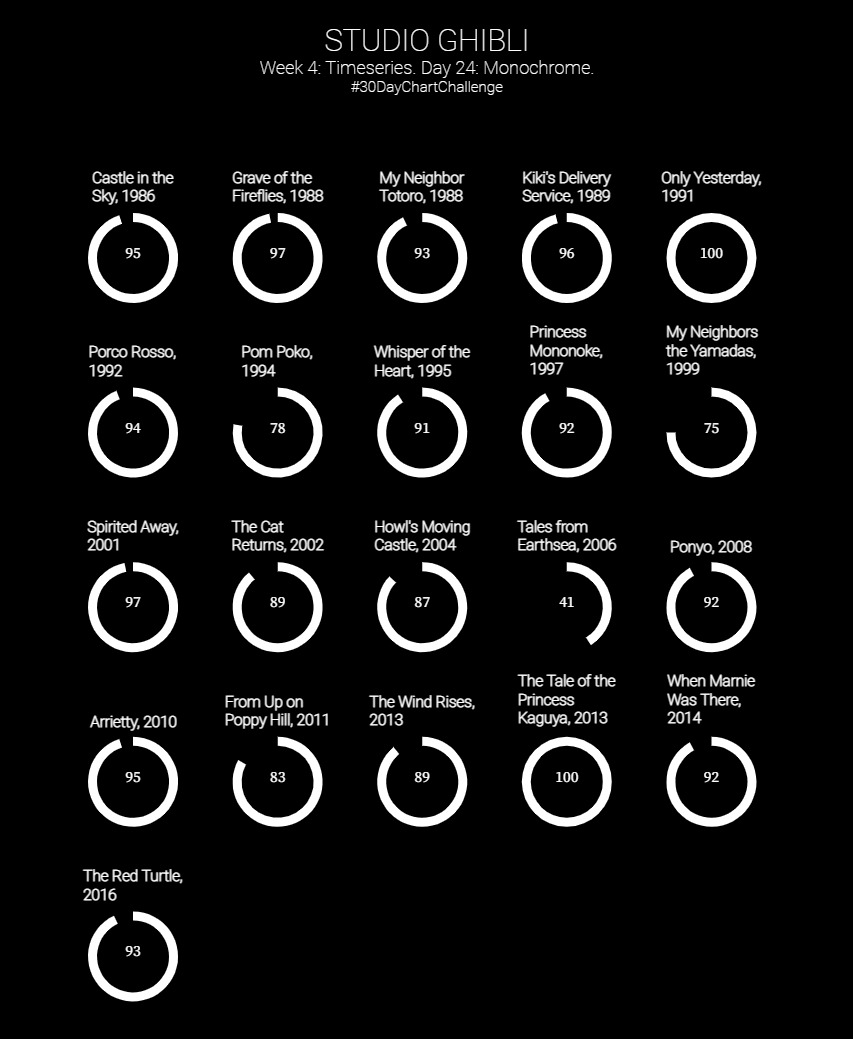 STUDIO GHIBLI
Week 4: Timeseries. Day 24: Monochrome.
#30DayChartChallenge
Castle in the
Sky, 1986
95
Grave of the
Fireflies, 1988
97
My Neighbor
Totoro, 1988
93
Kiki's Delivery
Service, 1989
96
Only Yesterday,
1991
100
Porco Rosso,
1992
94
Pom Poko,
1994
78
Whisper of the
Heart, 1995
91
Princess
Mononoke,
1997
92
My Neighbors
the Yamadas,
1999
75
Spirited Away,
2001
97
The Cat
Returns, 2002
89
Howl's Moving
Castle, 2004
87
Tales from
Earthsea, 2006
41
Ponyo, 2008
92
Arrietty, 2010
95
From Up on
Poppy Hill, 2011
83
The Wind Rises,
2013
89
The Tale of the
Princess
Kaguya, 2013
100
When Marnie
Was There,
2014
92
The Red Turtle,
2016
93